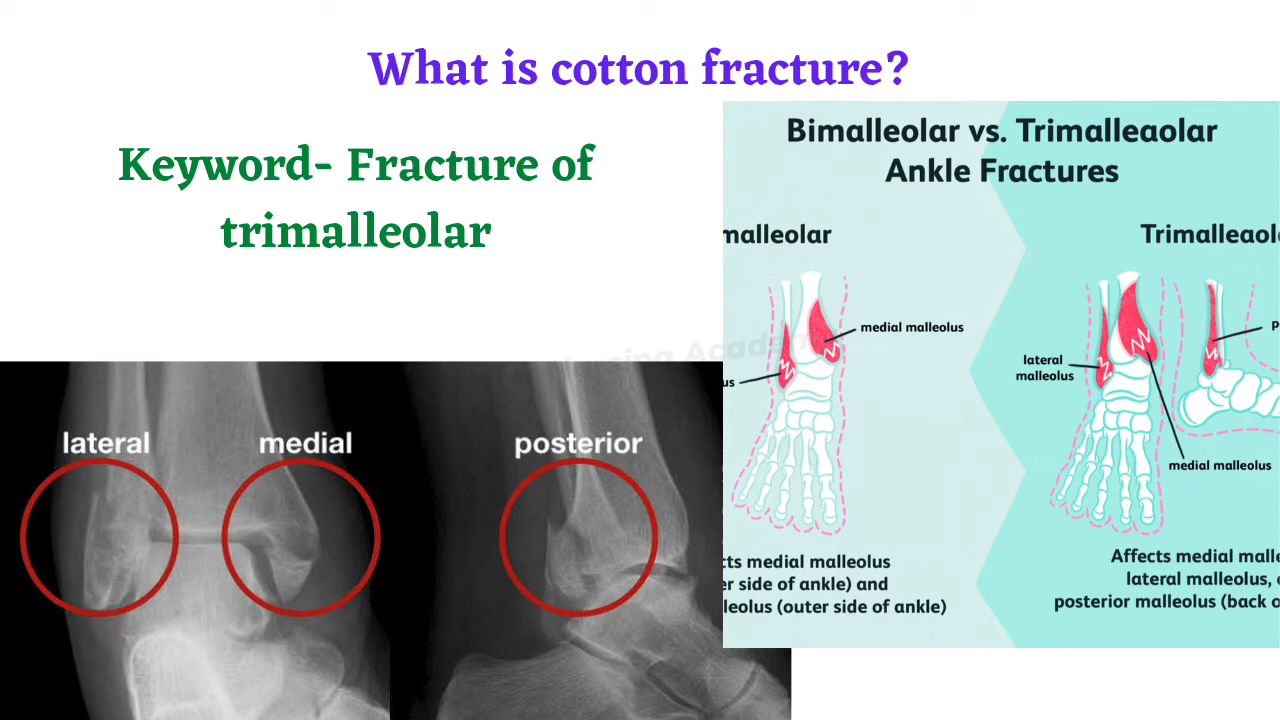 What is cotton fracture?
Keyword- Fracture of
trimalleolar
Bimalleolar vs. Trimalleaolar
Ankle Fractures
malleolar
Trimalleaol
medial malleolus
lateral
malleolus
medial malleolus
lateral medial posterior
medial malleolus
er side of ankle) and
lleolus (outer side of ankle)
Affects medial malle
lateral malleolus,
posterior malleolus (back o
Nursing Academy